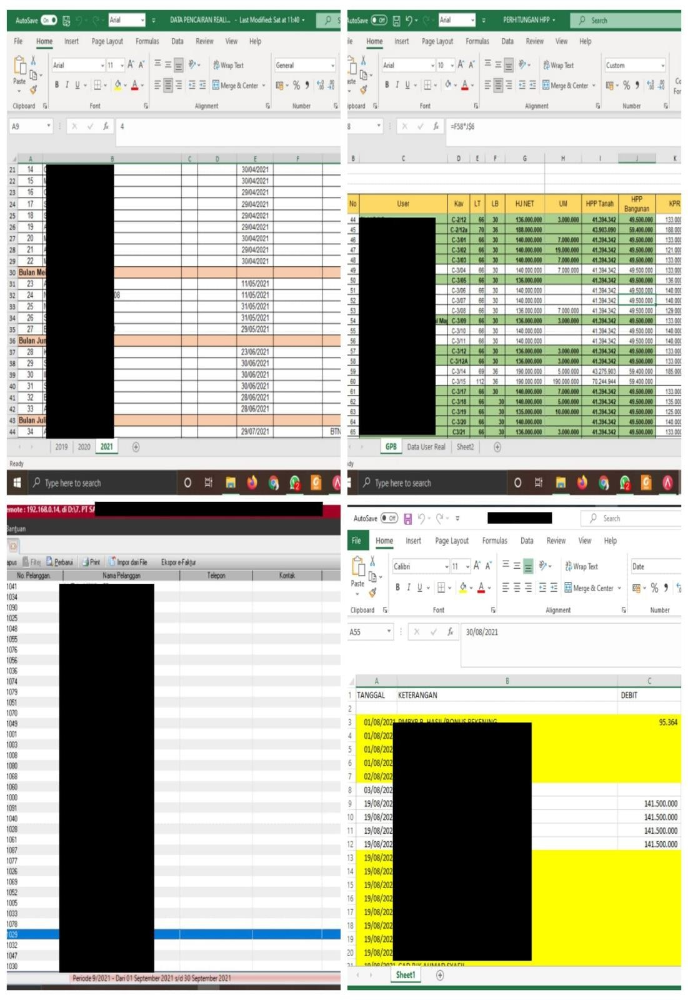 AutoSave On Arial DATA PENCAIRAN REALI... - Last Modified: Sat at 11:40
File Home Insert Page Layout Formulas Data Review View Help
Paste Arial 11 A A Wrap Text General
B I U Merge & Center % 9
Clipboard Font Alignment Number
A9 fx 4
A B C D E F
21 14 30/04/2021
22 15 30/04/2021
23 16 29/04/2021
24 17 29/04/2021
25 18 29/04/2021
26 19 29/04/2021
27 20 30/04/2021
28 21 29/04/2021
29 22 30/04/2021
30 Bulan Mei
31 23 11/05/2021
32 24 08 11/05/2021
33 25 31/05/2021
34 26 31/05/2021
35 27 29/05/2021
36 Bulan Jun
37 28 23/06/2021
38 29 30/06/2021
39 30 30/06/2021
40 31 30/06/2021
41 32 28/06/2021
42 33 28/06/2021
43 Bulan Juli
44 34 29/07/2021 BTN
2019 2020 2021
Ready
Type here to search
AutoSave Off Arial PERHITUNGAN HPP Search
ile Home Insert Page Layout Formulas Data Review View Help
aste Arial 10 A A Wrap Text Custom
B I U Merge & Center % 9 Co
For
ipboard Font Alignment Number
8 fx =F58*J$6
B C D E F G H I J K
No User Kav LT LB HJ NET UM HPP Tanah HPP Bangunan KPR
44 C-2/12 66 30 136.000.000 3.000.000 41.394.342 49.500.000 133.000
45 C-2/12a 70 36 188.000.000 43.903.090 59.400.000 188.000
46 C-3/01 66 30 140.000.000 7.000.000 41.394.342 49.500.000 133.000
47 C-3/02 66 30 140.000.000 19.000.000 41.394.342 49.500.000 121.000
48 C-3/03 66 30 140.000.000 7.000.000 41.394.342 49.500.000 133.000
49 C-3/04 66 30 140.000.000 7.000.000 41.394.342 49.500.000 133.000
50 C-3/05 66 30 136.000.000 41.394.342 49.500.000 136.000
51 C-3/06 66 30 140.000.000 41.394.342 49.500.000 140.000
52 C-3/07 66 30 140.000.000 41.394.342 49.500.000 140.000
53 C-3/08 66 30 136.000.000 7.000.000 41.394.342 49.500.000 129.000
54 l Map C-3/09 66 30 136.000.000 3.000.000 41.394.342 49.500.000 133.000
55 C-3/10 66 30 140.000.000 41.394.342 49.500.000 140.000
56 C-3/11 66 30 140.000.000 41.394.342 49.500.000 140.000
57 C-3/12 66 30 136.000.000 3.000.000 41.394.342 49.500.000 133.000
58 C-3/12A 66 30 136.000.000 3.000.000 41.394.342 49.500.000 133.000
59 C-3/14 69 36 190.000.000 5.000.000 43.275.903 59.400.000 185.000
60 C-3/15 112 36 190.000.000 190.000.000 70.244.944 59.400.000
61 C-3/17 66 30 140.000.000 7.000.000 41.394.342 49.500.000 133.000
62 C-3/18 66 30 140.000.000 5.000.000 41.394.342 49.500.000 135.000
63 C-3/19 66 30 135.000.000 10.000.000 41.394.342 49.500.000 125.000
64 C-3/20 66 30 140.000.000 41.394.342 49.500.000 140.000
65 C3/21 66 30 136.000.000 3.000.000 41.394.342 49.500.000 133.000
GPB Data User Real Sheet2
dy
Type here to search
emote : 192.168.0.14, di D:\7. PT SA
Bantuan
apus Filter Perbarui Print Impor dari File Ekspor e-Faktur
No. Pelanggan. Nama Pelanggan Telepon Kontak
1041
1034
1090
1025
1048
1055
1076
1056
1036
1074
1079
1051
1070
1049
1001
1003
1008
1080
1068
1060
1000
1091
1040
1028
1061
1087
1077
1026
1069
1052
1005
1033
1078
1029
1032
1047
1030
Periode 9/2021 - Dari 01 September 2021 s/d 30 September 2021
AutoSave Off Search
File Home Insert Page Layout Formulas Data Review View Help
Paste Calibri 11 A A Wrap Text Date
B I U Merge & Center % 9
Clipboard Font Alignment Number
A55 fx 30/08/2021
A B C
1 TANGGAL KETERANGAN DEBIT
2
3 01/08/2021 PMBYR B. HASIL/BONUS REKENING 95.364
4 01/08/202
5 01/08/202
6 01/08/202
7 02/08/202
8 03/08/202
9 19/08/202 141.500.000
10 19/08/202 141.500.000
11 19/08/202 141.500.000
12 19/08/202 141.500.000
13 19/08/202
14 19/08/202
15 19/08/202
16 19/08/202
17 19/08/202
18 19/08/202
19 19/08/202
20 19/08/202
21 19/08/2021
Sheet1